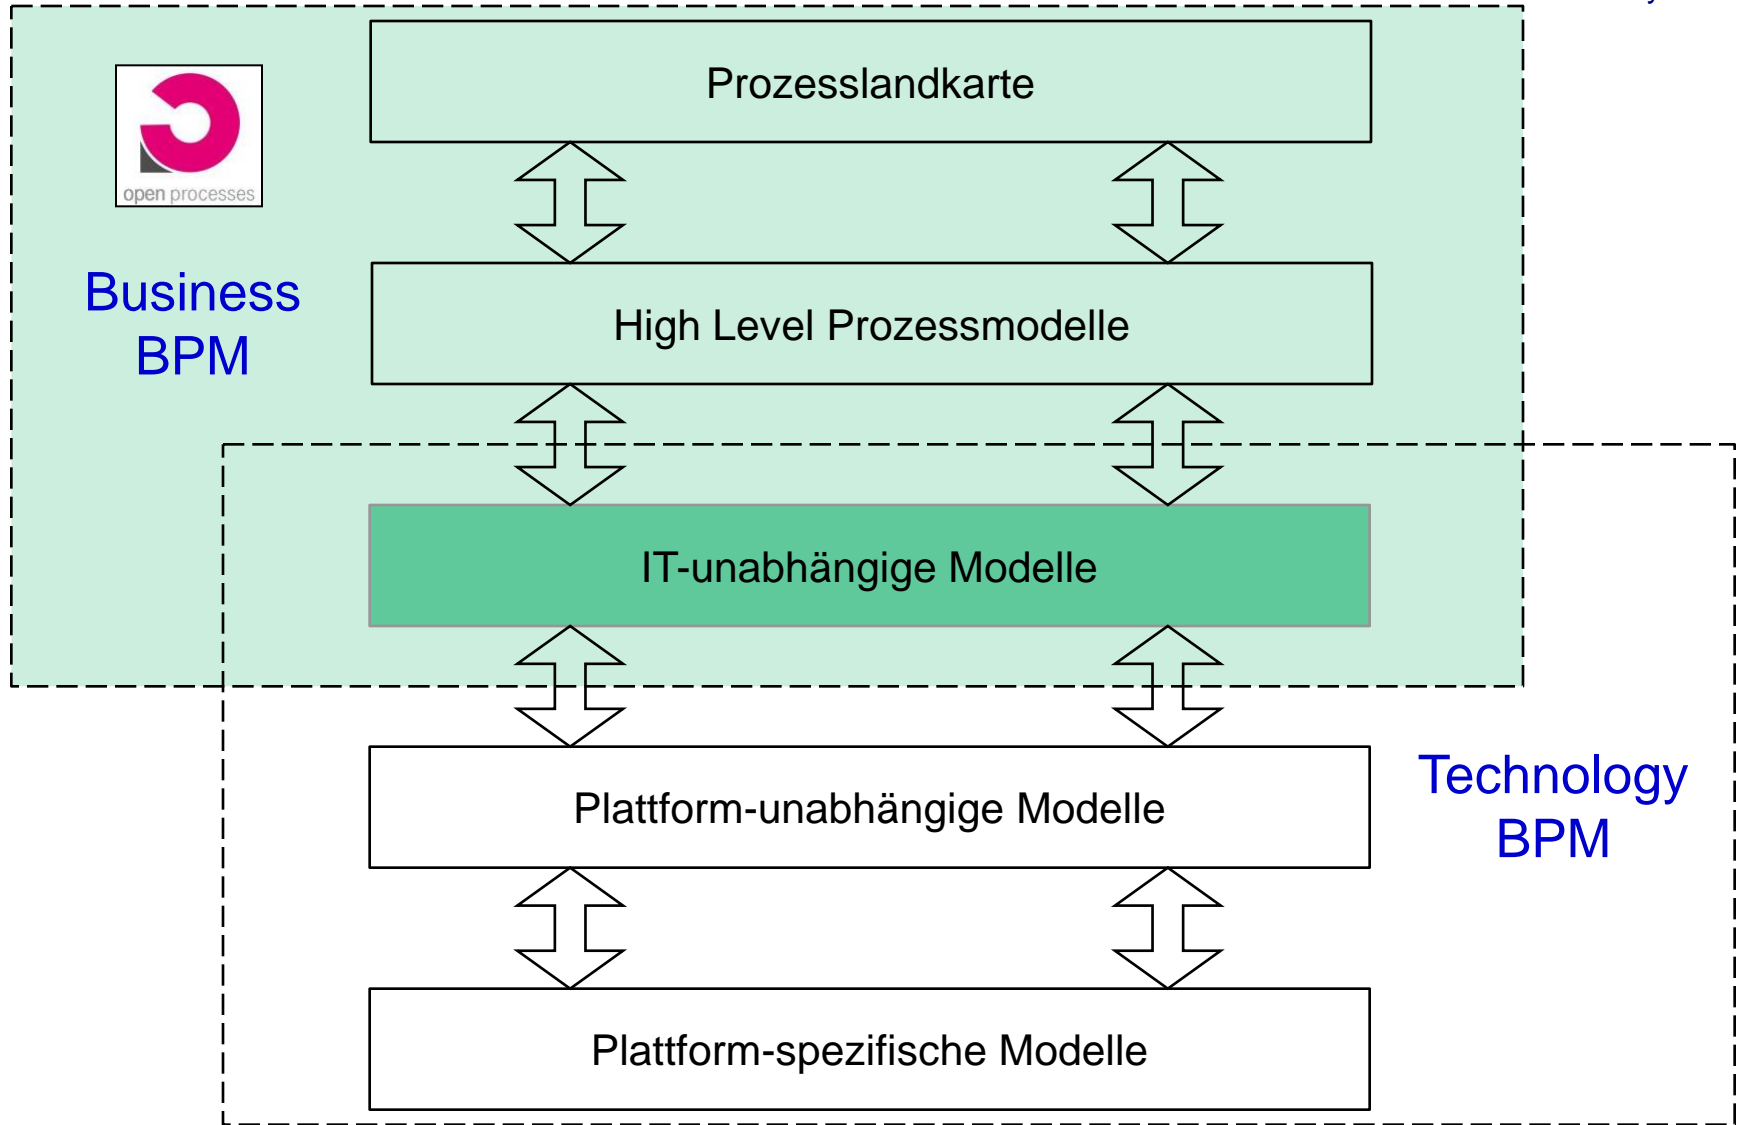 Prozesslandkarte
open processes
Business
BPM
High Level Prozessmodelle
IT-unabhängige Modelle
Plattform-unabhängige Modelle
Technology
BPM
Plattform-spezifische Modelle